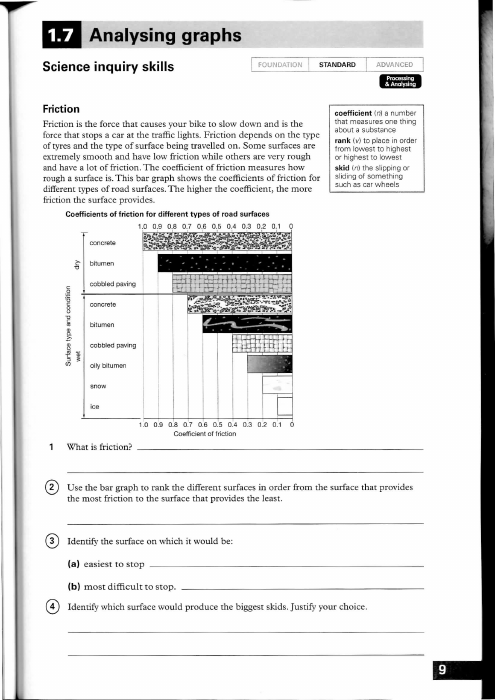 1.7 Analysing graphs
Science inquiry skills
FOUNDATION STANDARD ADVANCED
Processing
& Analysing
Friction
Friction is the force that causes your bike to slow down and is the
force that stops a car at the traffic lights. Friction depends on the type
of tyres and the type of surface being travelled on. Some surfaces are
extremely smooth and have low friction while others are very rough
and have a lot of friction. The coefficient of friction measures how
rough a surface is. This bar graph shows the coefficients of friction for
different types of road surfaces. The higher the coefficient, the more
friction the surface provides.
coefficient (n) a number
that measures one thing
about a substance
rank (v) to place in order
from lowest to highest
or highest to lowest
skid (n) the slipping or
sliding of something
such as car wheels
Coefficients of friction for different types of road surfaces
1.0 0.9 0.8 0.7 0.6 0.5 0.4 0.3 0.2 0.1 0
Surface type and condition
dry
concrete
bitumen
cobbled paving
wet
concrete
bitumen
cobbled paving
oily bitumen
snow
ice
1.0 0.9 0.8 0.7 0.6 0.5 0.4 0.3 0.2 0.1 0
Coefficient of friction
1 What is friction?
2 Use the bar graph to rank the different surfaces in order from the surface that provides
the most friction to the surface that provides the least.
3 Identify the surface on which it would be:
(a) easiest to stop
(b) most difficult to stop.
4 Identify which surface would produce the biggest skids. Justify your choice.
9